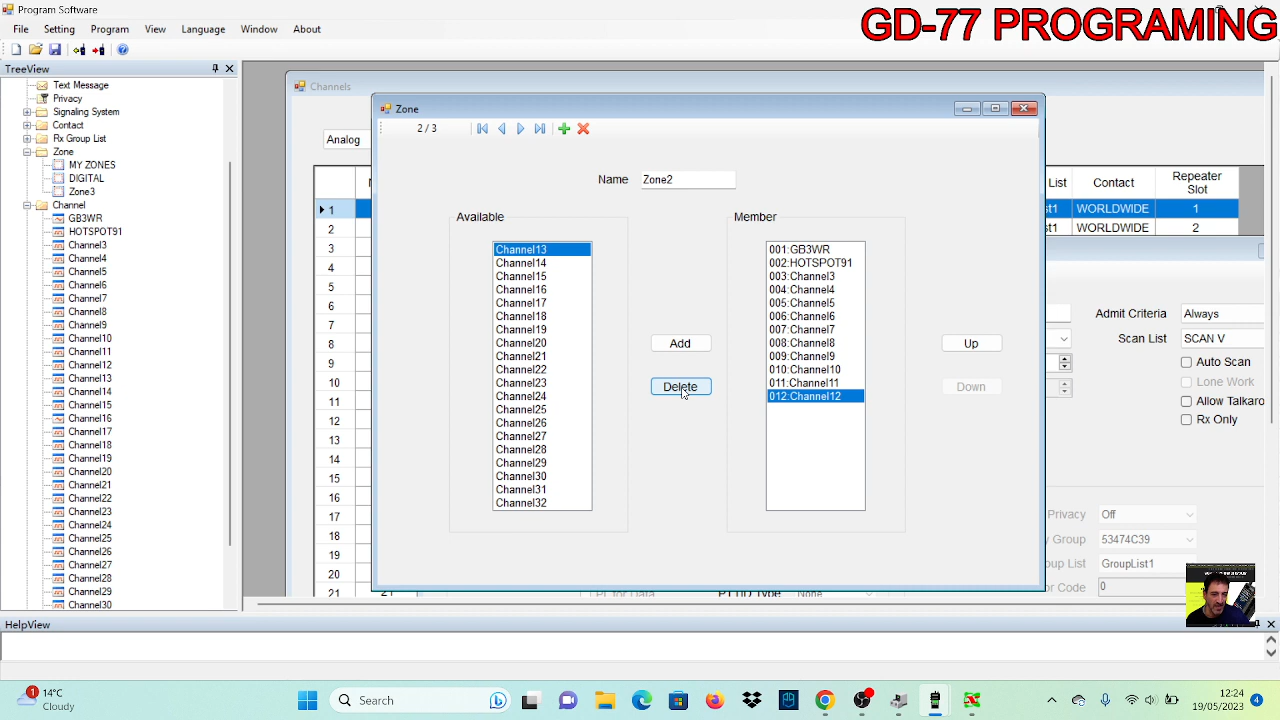 Program Software
GD-77 PROGRAMING
File Setting Program View Language Window About
TreeView
Text Message
Privacy
Signaling System
Contact
Rx Group List
Zone
MY ZONES
DIGITAL
Zone3
Channel
GB3WR
HOTSPOT91
Channel3
Channel4
Channel5
Channel6
Channel7
Channel8
Channel9
Channel10
Channel11
Channel12
Channel13
Channel14
Channel15
Channel16
Channel17
Channel18
Channel19
Channel20
Channel21
Channel22
Channel23
Channel24
Channel25
Channel26
Channel27
Channel28
Channel29
Channel30
Channels
Analog
1
2
3
4
5
6
7
8
9
10
11
12
13
14
15
16
17
18
19
20
21
Zone
2 / 3
Name Zone2
Available
Channel13
Channel14
Channel15
Channel16
Channel17
Channel18
Channel19
Channel20
Channel21
Channel22
Channel23
Channel24
Channel25
Channel26
Channel27
Channel28
Channel29
Channel30
Channel31
Channel32
Add
Delete
Member
001:GB3WR
002:HOTSPOT91
003:Channel3
004:Channel4
005:Channel5
006:Channel6
007:Channel7
008:Channel8
009:Channel9
010:Channel10
011:Channel11
012:Channel12
Up
Down
List Contact Repeater
Slot
st1 WORLDWIDE 1
WORLDWIDE 2
Admit Criteria Always
Scan List SCAN V
Auto Scan
Lone Work
Allow Talkaro
Rx Only
Privacy Off
Group 53474C39
List GroupList1
Code 0
HelpView
1 14°C
Cloudy
Search
12:24
19/05/2023
4